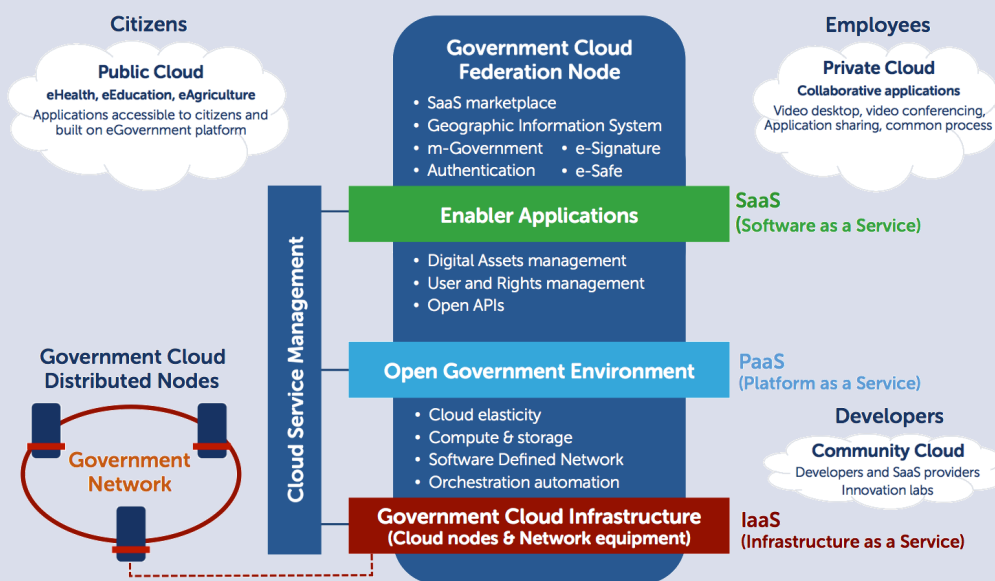 Citizens
Public Cloud
eHealth, eEducation, eAgriculture
Applications accessible to citizens and
built on eGovernment platform
Government Cloud
Federation Node
• SaaS marketplace
• Geographic Information System
• m-Government • e-Signature
• Authentication • e-Safe
Employees
Private Cloud
Collaborative applications
Video desktop, video conferencing,
Application sharing, common process
Cloud Service Management
Enabler Applications
SaaS
(Software as a Service)
• Digital Assets management
• User and Rights management
• Open APIs
Open Government Environment
PaaS
(Platform as a Service)
• Cloud elasticity
• Compute & storage
• Software Defined Network
• Orchestration automation
Government Cloud Infrastructure
(Cloud nodes & Network equipment)
IaaS
(Infrastructure as a Service)
Government Cloud
Distributed Nodes
Government
Network
Developers
Community Cloud
Developers and SaaS providers
Innovation labs